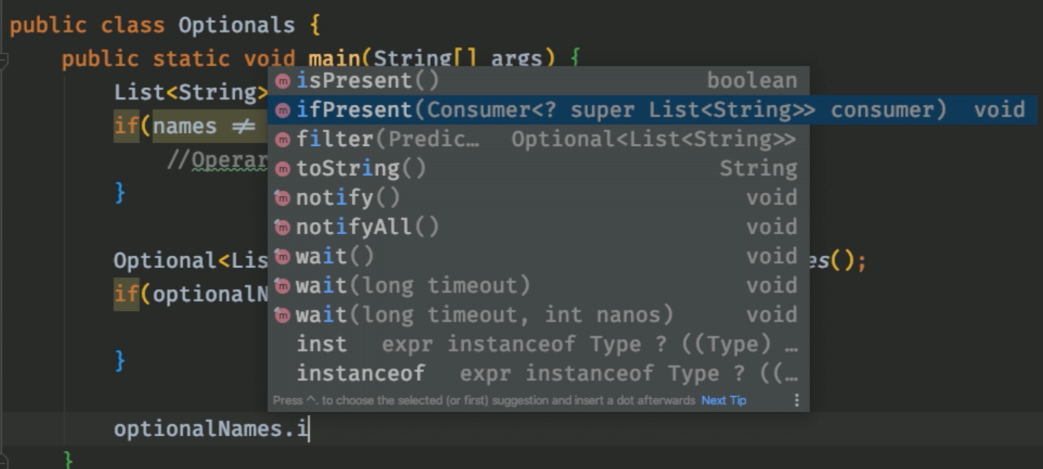 public class Optionals {
public static void main(String[] args) {
List<String>
if(names ≠
//Operar
}
Optional<Lis es();
if(optionalN
}
optionalNames.i
}
isPresent() boolean
ifPresent(Consumer<? super List<String>> consumer) void
filter(Predic… Optional<List<String>>
toString() String
notify() void
notifyAll() void
wait() void
wait(long timeout) void
wait(long timeout, int nanos) void
inst expr instanceof Type ? ((Type) …
instanceof expr instanceof Type ? ((…
Press ^. to choose the selected (or first) suggestion and insert a dot afterwards Next Tip